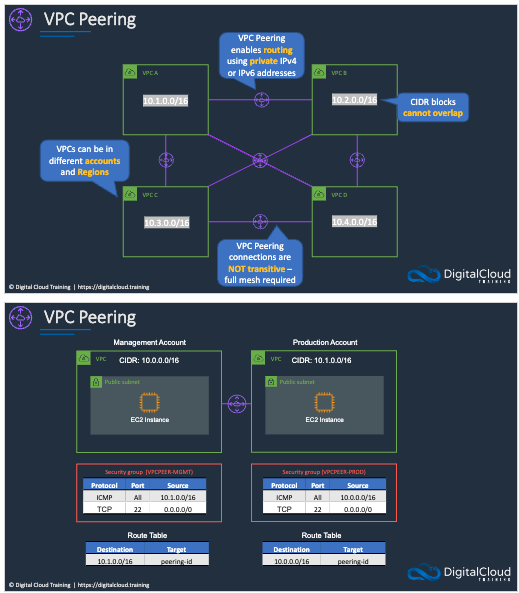 VPC Peering
VPC Peering
enables routing
using private IPv4
or IPv6 addresses
VPC A
10.1.0.0/16
VPC B
10.2.0.0/16
CIDR blocks
cannot overlap
VPCs can be in
different accounts
and Regions
VPC C
10.3.0.0/16
VPC D
10.4.0.0/16
VPC Peering
connections are
NOT transitive –
full mesh required
DigitalCloud
TRAINING
© Digital Cloud Training | https://digitalcloud.training
VPC Peering
Management Account
Production Account
VPC
CIDR: 10.0.0.0/16
VPC
CIDR: 10.1.0.0/16
Public subnet
Public subnet
EC2 Instance
EC2 Instance
Security group (VPCPEER-MGMT)
Protocol Port Source
ICMP All 10.1.0.0/16
TCP 22 0.0.0.0/0
Security group (VPCPEER-PROD)
Protocol Port Source
ICMP All 10.0.0.0/16
TCP 22 0.0.0.0/0
Route Table
Destination Target
10.1.0.0/16 peering-id
Route Table
Destination Target
10.0.0.0/16 peering-id
DigitalCloud
TRAINING
© Digital Cloud Training | https://digitalcloud.training